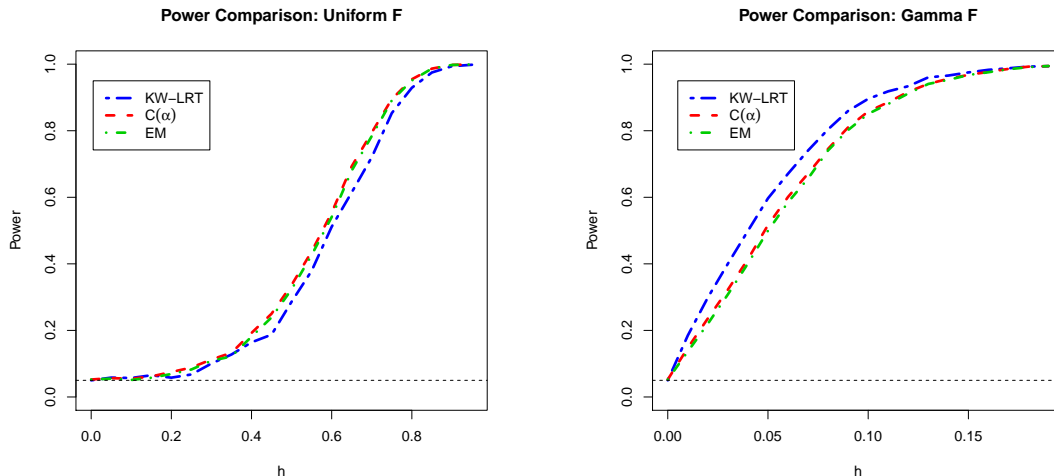 Power Comparison: Uniform F
Power
1.0
0.8
0.6
0.4
0.2
0.0
KW−LRT
C(α)
EM
0.0 0.2 0.4 0.6 0.8
h
Power Comparison: Gamma F
Power
1.0
0.8
0.6
0.4
0.2
0.0
KW−LRT
C(α)
EM
0.00 0.05 0.10 0.15
h